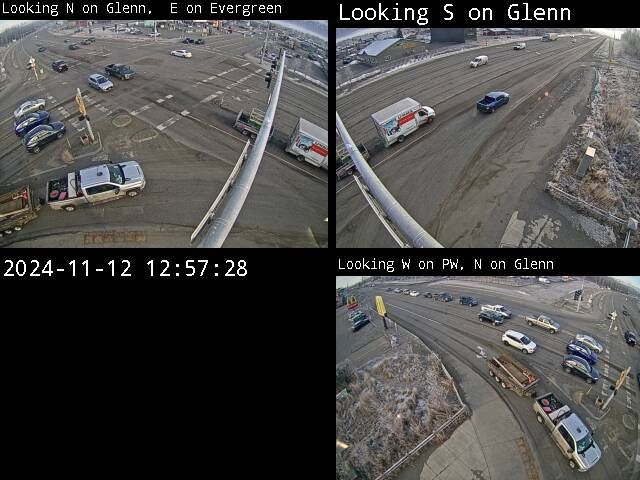 Looking N on Glenn,  E on Evergreen
Looking S on Glenn
2024-11-12 12:57:28
Looking W on PW, N on Glenn